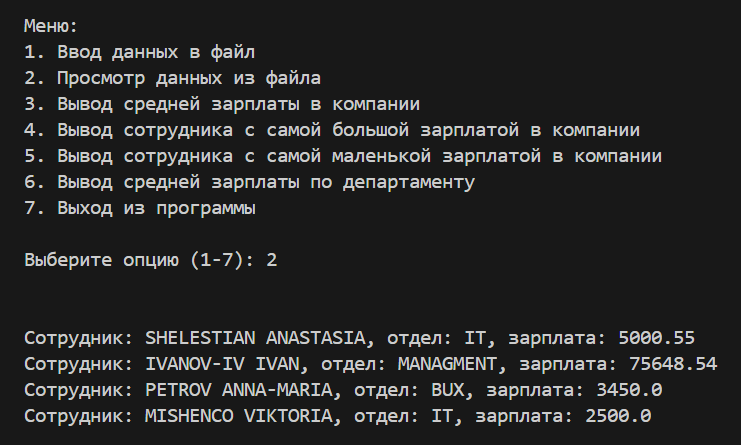 Меню:
1. Ввод данных в файл
2. Просмотр данных из файла
3. Вывод средней зарплаты в компании
4. Вывод сотрудника с самой большой зарплатой в компании
5. Вывод сотрудника с самой маленькой зарплатой в компании
6. Вывод средней зарплаты по департаменту
7. Выход из программы
Выберите опцию (1-7): 2
Сотрудник: SHELESTIAN ANASTASIA, отдел: IT, зарплата: 5000.55
Сотрудник: IVANOV-IV IVAN, отдел: MANAGMENT, зарплата: 75648.54
Сотрудник: PETROV ANNA-MARIA, отдел: BUX, зарплата: 3450.0
Сотрудник: MISHENCO VIKTORIA, отдел: IT, зарплата: 2500.0